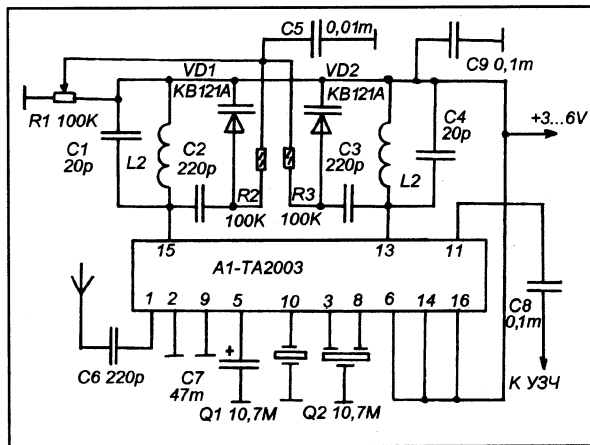 C5
0,01m
VD1
VD2
C9 0,1m
KB121A
KB121A
R1 100K
C4
20p
+3...6V
C1
20p
L2
C2
220p
R2
100K
R3
100K
C3
220p
L2
15
13
11
A1-TA2003
1
2
9
5
10
3
8
6
14
16
C8
0,1m
C6 220p
+
C7
47m
Q1 10,7M
Q2 10,7M
К УЗЧ